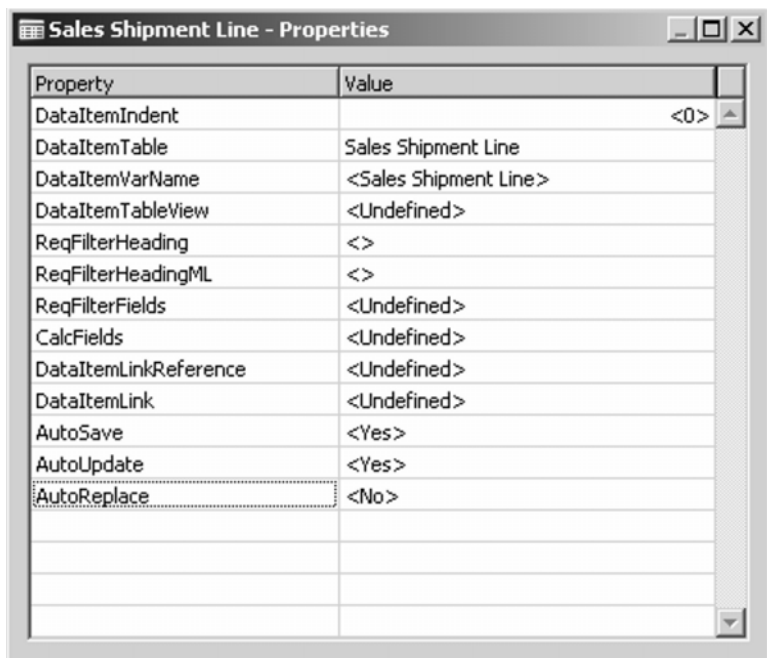 Sales Shipment Line - Properties
Property Value
DataItemIndent <0>
DataItemTable Sales Shipment Line
DataItemVarName <Sales Shipment Line>
DataItemTableView <Undefined>
ReqFilterHeading <>
ReqFilterHeadingML <>
ReqFilterFields <Undefined>
CalcFields <Undefined>
DataItemLinkReference <Undefined>
DataItemLink <Undefined>
AutoSave <Yes>
AutoUpdate <Yes>
AutoReplace <No>